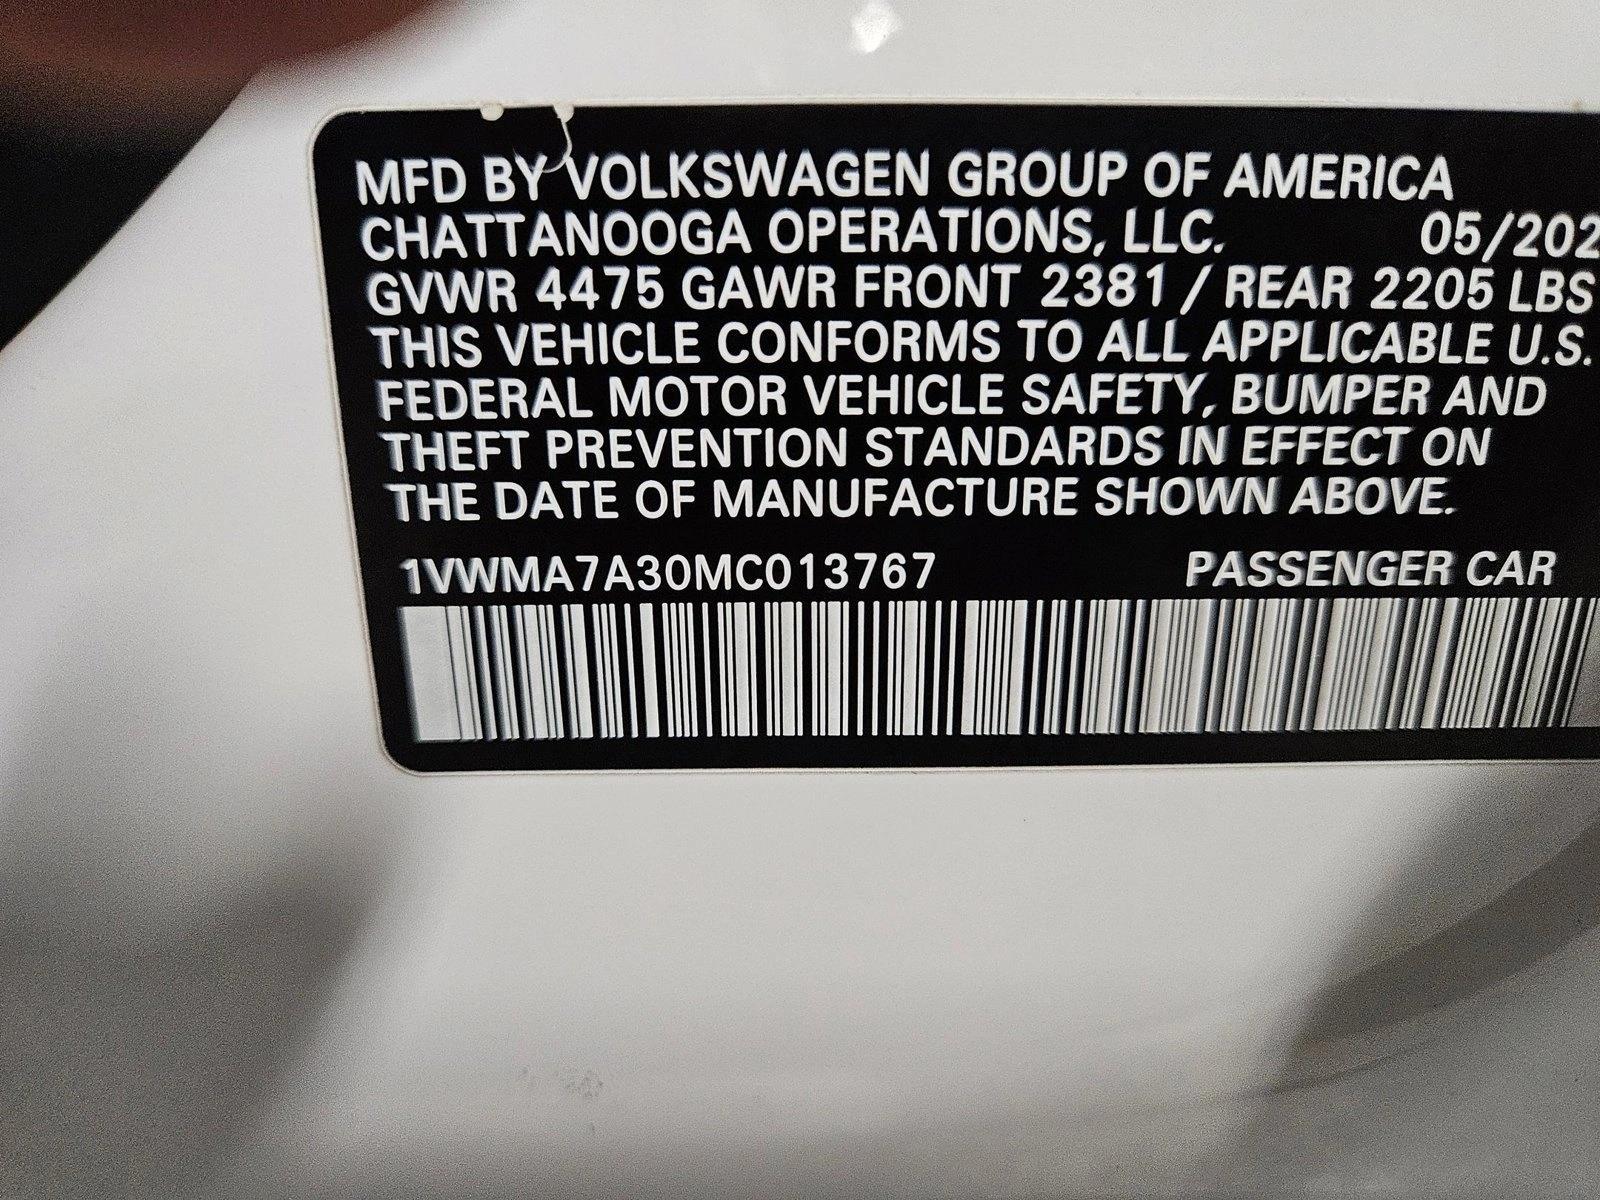 MFD BY VOLKSWAGEN GROUP OF AMERICA
CHATTANOOGA OPERATIONS, LLC. 05/202
GVWR 4475 GAWR FRONT 2381 / REAR 2205 LBS
THIS VEHICLE CONFORMS TO ALL APPLICABLE U.S.
FEDERAL MOTOR VEHICLE SAFETY, BUMPER AND
THEFT PREVENTION STANDARDS IN EFFECT ON
THE DATE OF MANUFACTURE SHOWN ABOVE.
1VWMA7A30MC013767 PASSENGER CAR